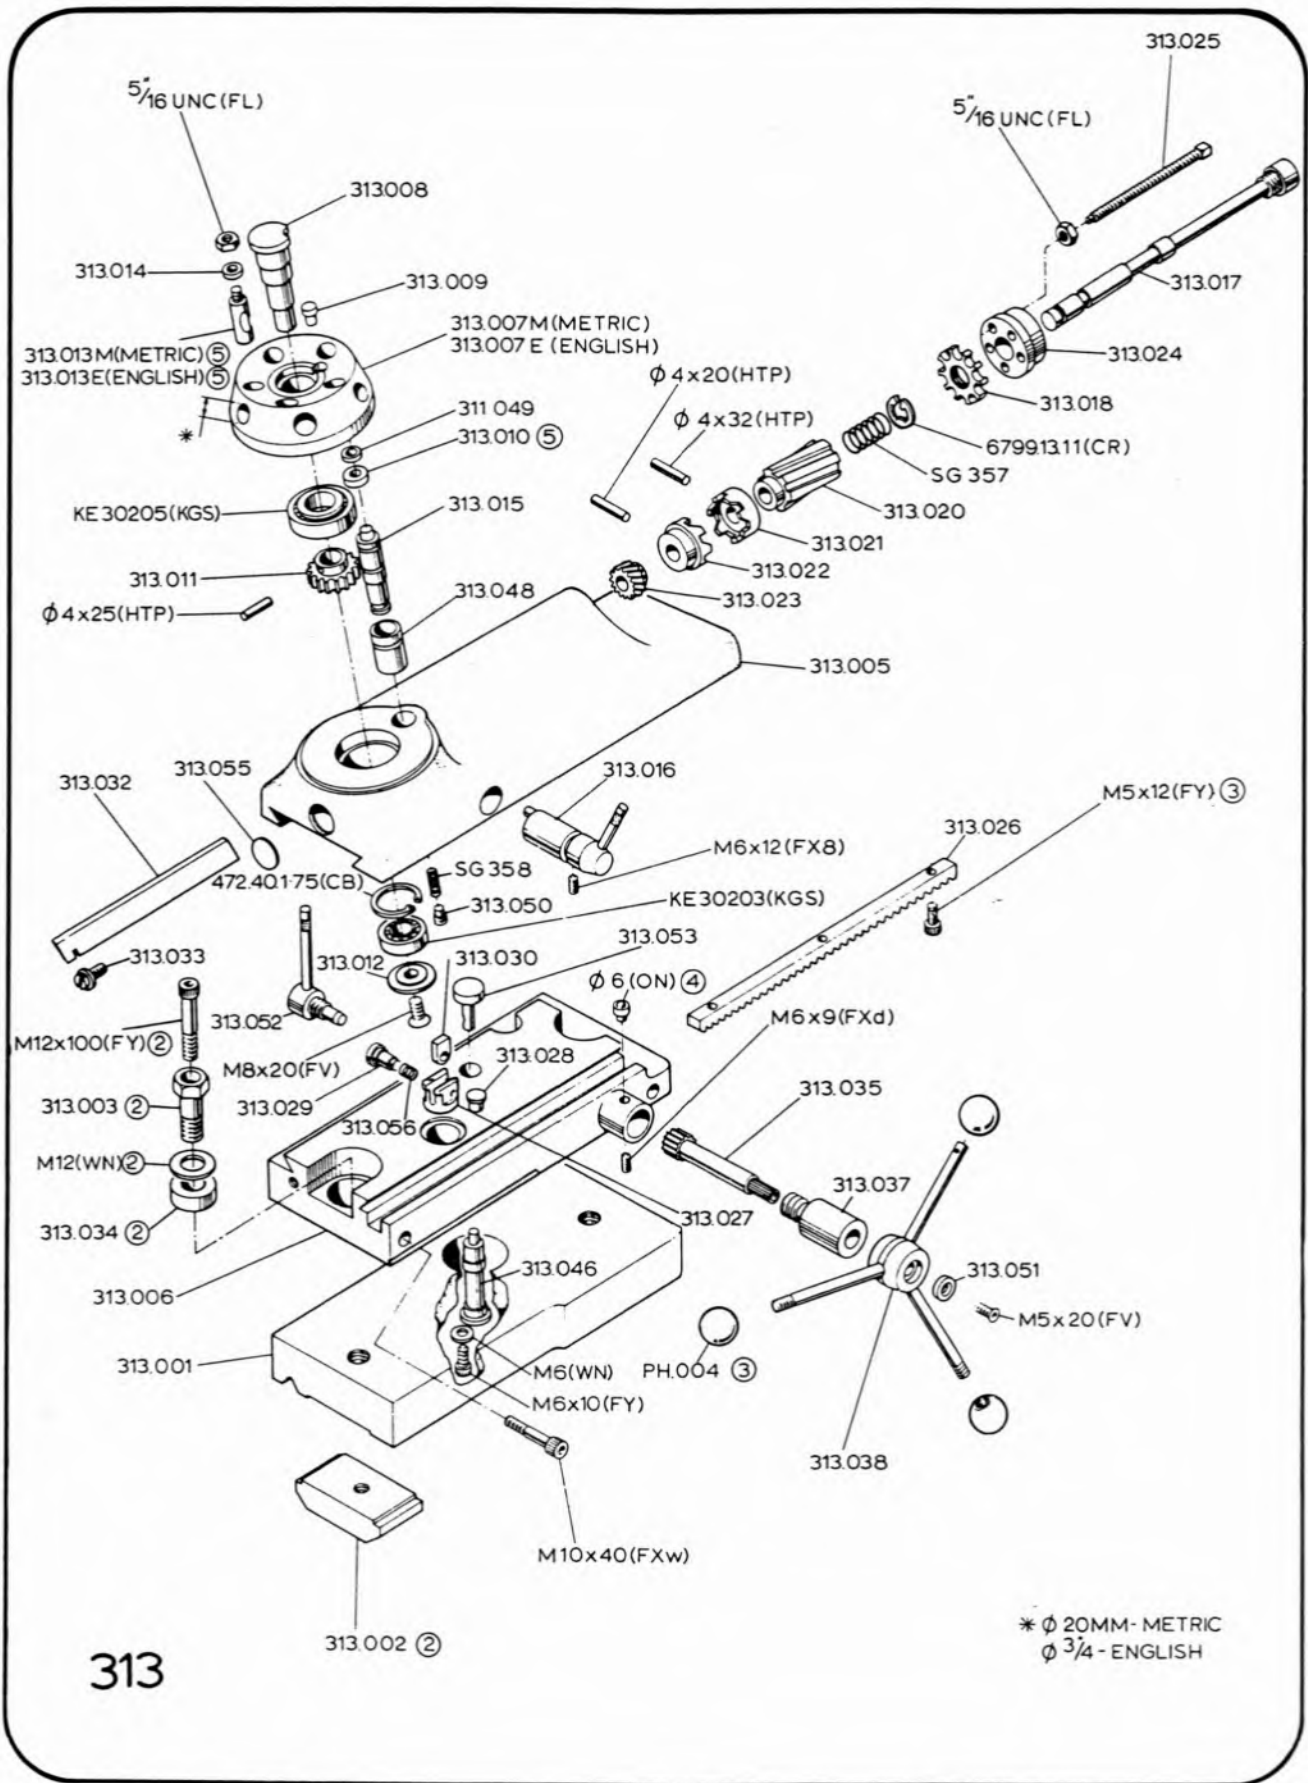 313.025
5"/16 UNC(FL)
5"/16 UNC(FL)
313.008
313.014
313.009
313.017
313.007M(METRIC)
313.007 E (ENGLISH)
313.013M(METRIC)⑤
313.013E(ENGLISH)⑤
313.024
ϕ 4x20(HTP)
313.018
*
311.049
ϕ 4x32(HTP)
313.010 ⑤
6799.13.11(CR)
SG 357
KE30205(KGS)
313.015
313.020
313.021
313.011
313.022
313.048
313.023
ϕ 4x25(HTP)
313.005
313.055
313.016
313.032
M5x12(FY) ③
313.026
M6x12(FX8)
SG 358
472.40.1·75(CB)
KE30203(KGS)
313.050
313.053
313.033
313.012
313.030
ϕ 6(ON) ④
313.052
M6x9(FXd)
M12x100(FY)②
313.028
M8x20(FV)
313.035
313.003 ②
313.029
313.056
M12(WN)②
313.037
313.034 ②
313.027
313.046
313.051
313.006
M5x20(FV)
313.001
M6(WN)
PH.004 ③
M6x10(FY)
313.038
M10x40(FXw)
313.002 ②
* ϕ 20MM-METRIC
ϕ 3"/4 - ENGLISH
313